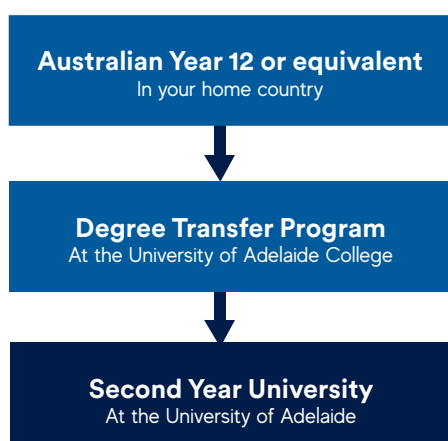 Australian Year 12 or equivalent
In your home country
Degree Transfer Program
At the University of Adelaide College
Second Year University
At the University of Adelaide